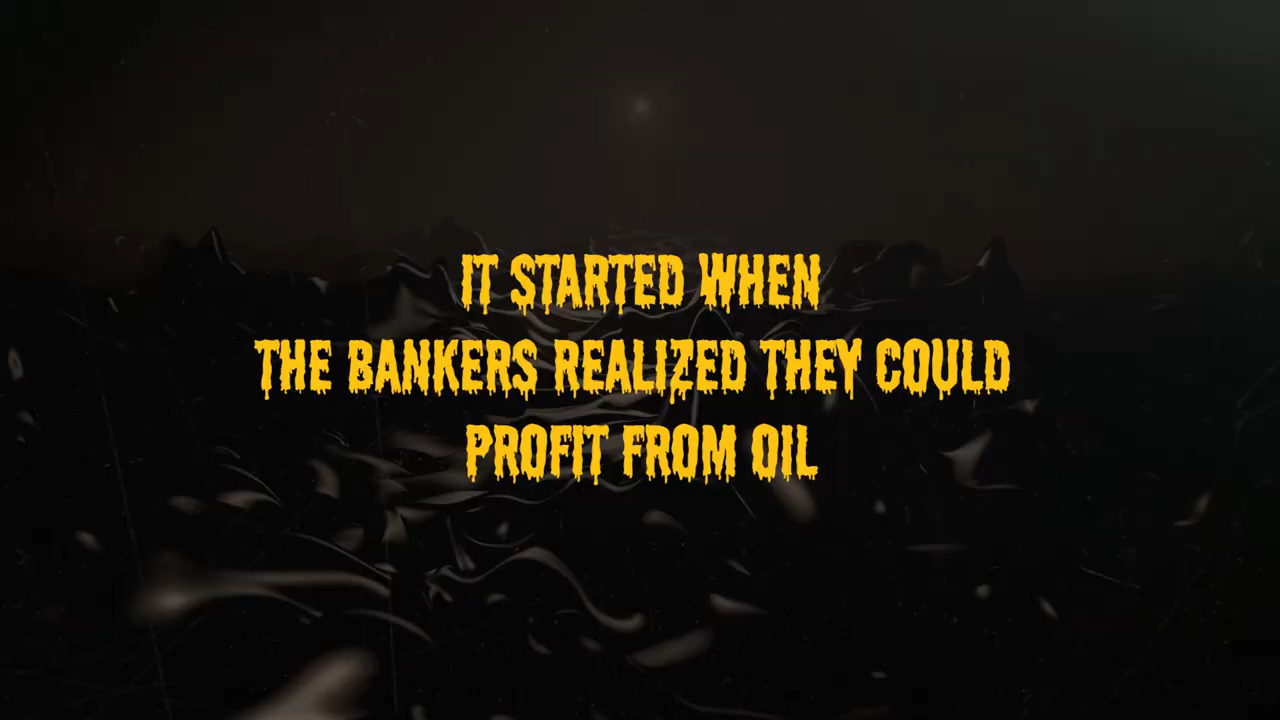 IT STARTED WHEN
THE BANKERS REALIZED THEY COULD
PROFIT FROM OIL